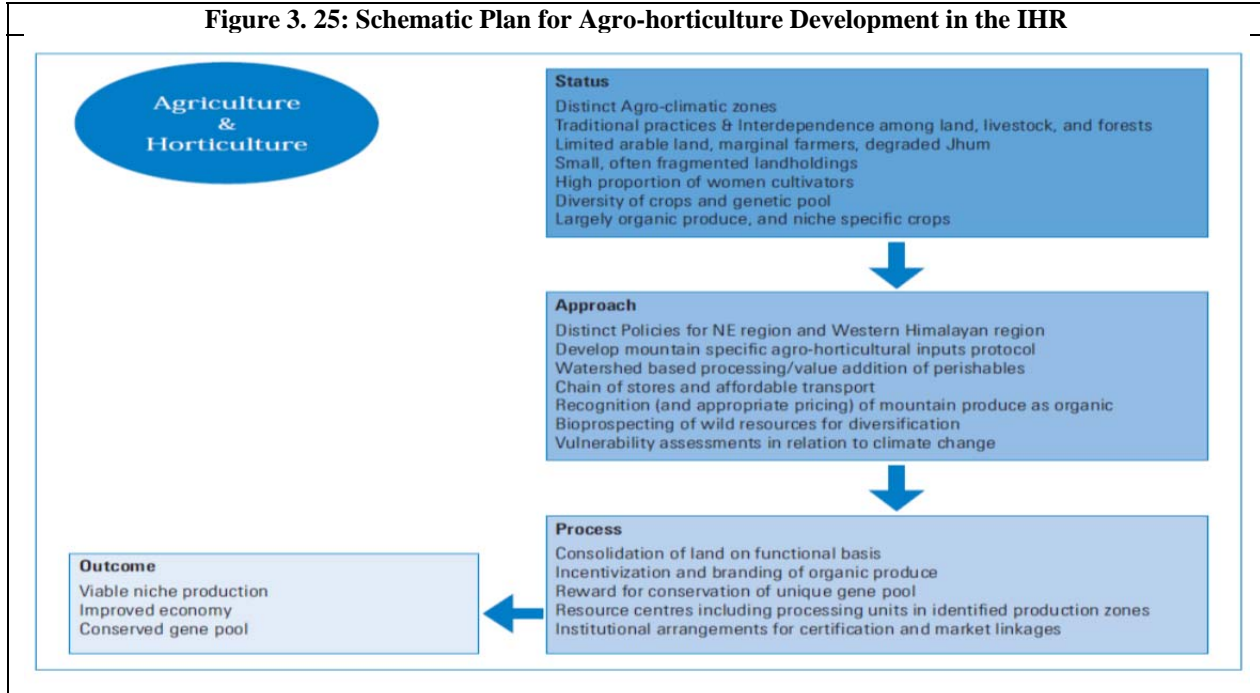 Figure 3. 25: Schematic Plan for Agro-horticulture Development in the IHR
Agriculture
&
Horticulture
Status
Distinct Agro-climatic zones
Traditional practices & Interdependence among land, livestock, and forests
Limited arable land, marginal farmers, degraded Jhum
Small, often fragmented landholdings
High proportion of women cultivators
Diversity of crops and genetic pool
Largely organic produce, and niche specific crops
Approach
Distinct Policies for NE region and Western Himalayan region
Develop mountain specific agro-horticultural inputs protocol
Watershed based processing/value addition of perishables
Chain of stores and affordable transport
Recognition (and appropriate pricing) of mountain produce as organic
Bioprospecting of wild resources for diversification
Vulnerability assessments in relation to climate change
Process
Consolidation of land on functional basis
Incentivization and branding of organic produce
Reward for conservation of unique gene pool
Resource centres including processing units in identified production zones
Institutional arrangements for certification and market linkages
Outcome
Viable niche production
Improved economy
Conserved gene pool